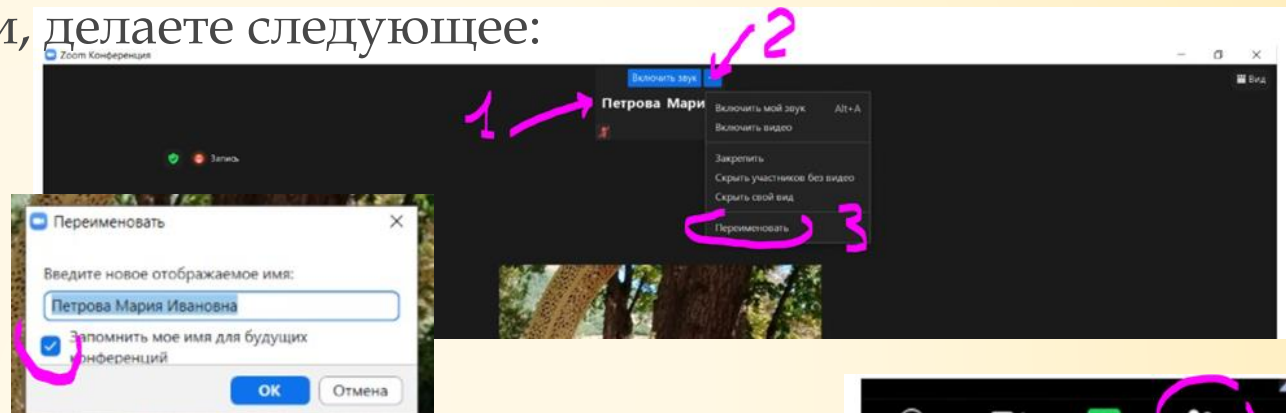 и, делаете следующее:
2
Zoom Конференция
Включить звук
Вид
1
Петрова Мари
Включить мой звук Alt+A
Включить видео
Запись
Закрепить
Скрыть участников без видео
Скрыть свой вид
Переименовать
3
Переименовать
Введите новое отображаемое имя:
Петрова Мария Ивановна
Запомнить мое имя для будущих
конференций
ОК
Отмена